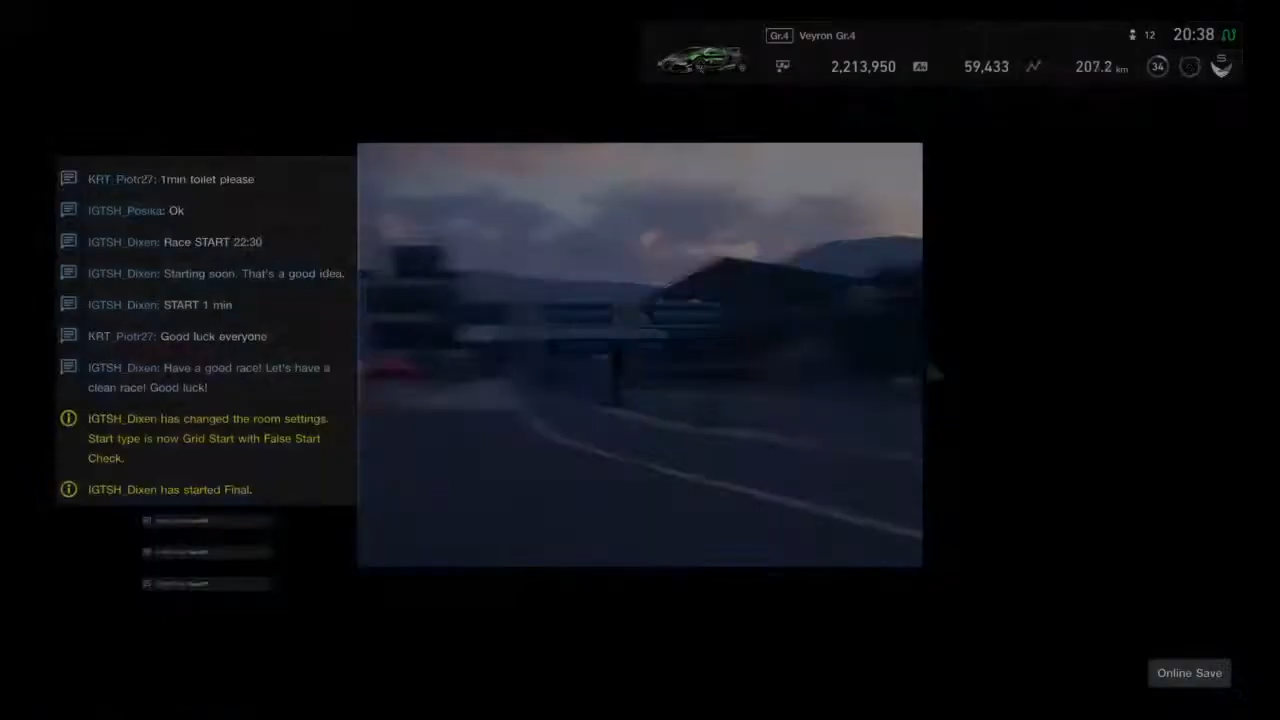 Gr.4 Veyron Gr.4
12 20:38
2,213,950 59,433 207.2 km 34 S
KRT_Piotr27: 1min toilet please
IGTSH_Posika: Ok
IGTSH_Dixen: Race START 22:30
IGTSH_Dixen: Starting soon. That's a good idea.
IGTSH_Dixen: START 1 min
KRT_Piotr27: Good luck everyone
IGTSH_Dixen: Have a good race! Let's have a
clean race! Good luck!
IGTSH_Dixen has changed the room settings.
Start type is now Grid Start with False Start
Check.
IGTSH_Dixen has started Final.
Online Save